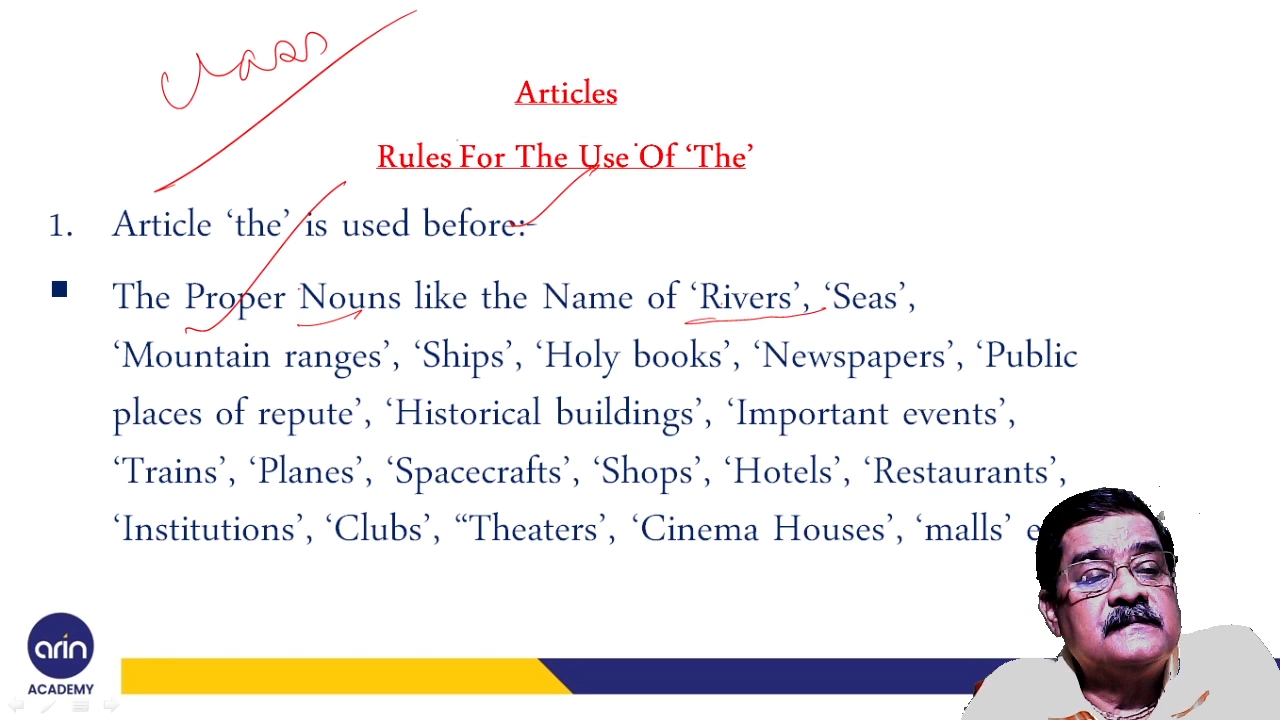 class
Articles
Rules For The Use Of ‘The’
1. Article ‘the’ is used before:-
The Proper Nouns like the Name of ‘Rivers’, ‘Seas’,
‘Mountain ranges’, ‘Ships’, ‘Holy books’, ‘Newspapers’, ‘Public
places of repute’, ‘Historical buildings’, ‘Important events’,
‘Trains’, ‘Planes’, ‘Spacecrafts’, ‘Shops’, ‘Hotels’, ‘Restaurants’,
‘Institutions’, ‘Clubs’, “Theaters’, ‘Cinema Houses’, ‘malls’
arin
ACADEMY